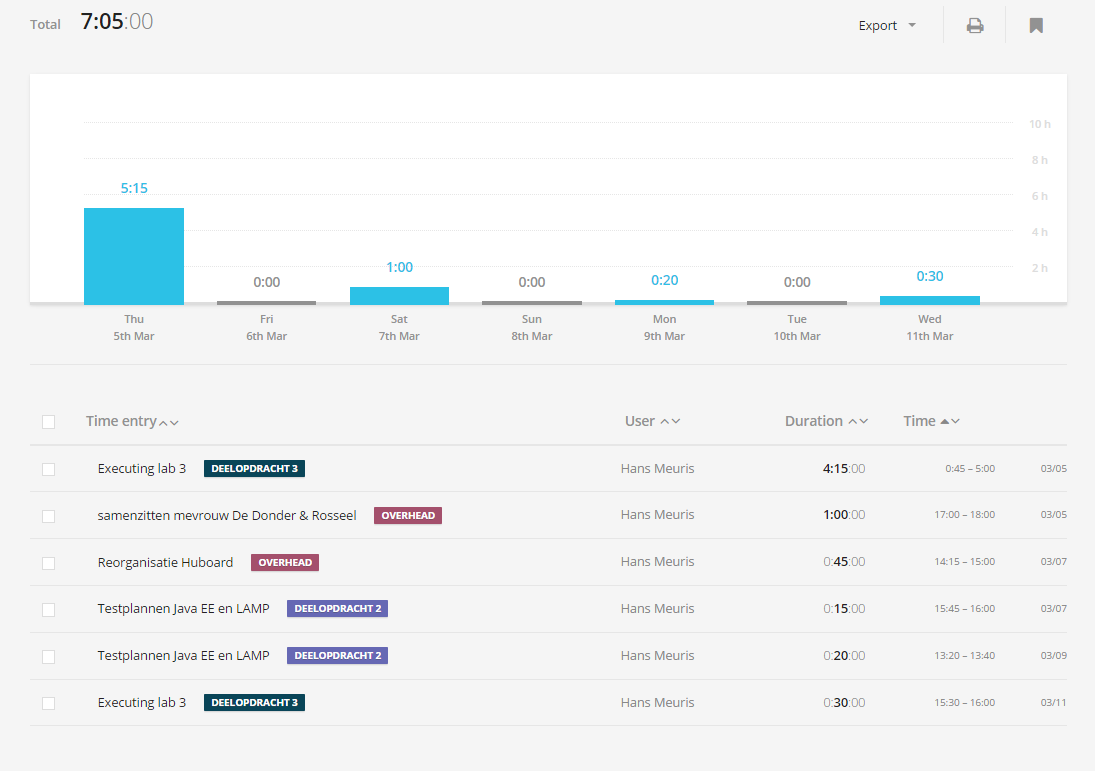 Total 7:05:00 Export
10 h
8 h
6 h
5:15
4 h
1:00 2 h
0:00 0:00 0:20 0:00 0:30
Thu Fri Sat Sun Mon Tue Wed
5th Mar 6th Mar 7th Mar 8th Mar 9th Mar 10th Mar 11th Mar
Time entry User Duration Time
Executing lab 3 DEELOPDRACHT 3 Hans Meuris 4:15:00 0:45 – 5:00 03/05
samenzitten mevrouw De Donder & Rosseel OVERHEAD Hans Meuris 1:00:00 17:00 – 18:00 03/05
Reorganisatie Huboard OVERHEAD Hans Meuris 0:45:00 14:15 – 15:00 03/07
Testplannen Java EE en LAMP DEELOPDRACHT 2 Hans Meuris 0:15:00 15:45 – 16:00 03/07
Testplannen Java EE en LAMP DEELOPDRACHT 2 Hans Meuris 0:20:00 13:20 – 13:40 03/09
Executing lab 3 DEELOPDRACHT 3 Hans Meuris 0:30:00 15:30 – 16:00 03/11